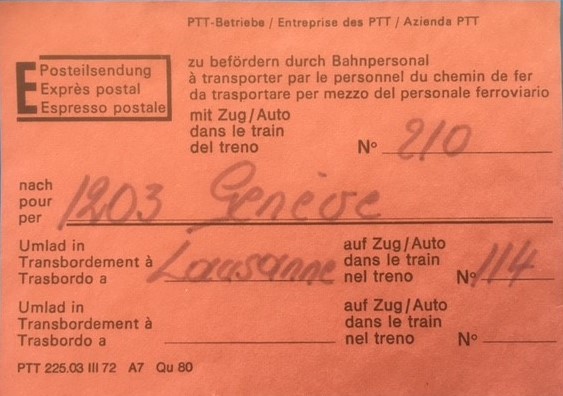 PTT-Betriebe / Entreprise des PTT / Azienda PTT
E Posteilsendung
Exprès postal
Espresso postale
zu befördern durch Bahnpersonal
à transporter par le personnel du chemin de fer
da trasportare per mezzo del personale ferroviario
mit Zug/Auto
dans le train
del treno Nº 210
nach
pour
per 1203 Genève
Umlad in
Transbordement à
Trasbordo a Lausanne
auf Zug/Auto
dans le train
nel treno Nº 114
Umlad in
Transbordement à
Trasbordo a
auf Zug/Auto
dans le train
nel treno Nº
PTT 225.03 III 72 A7 Qu 80